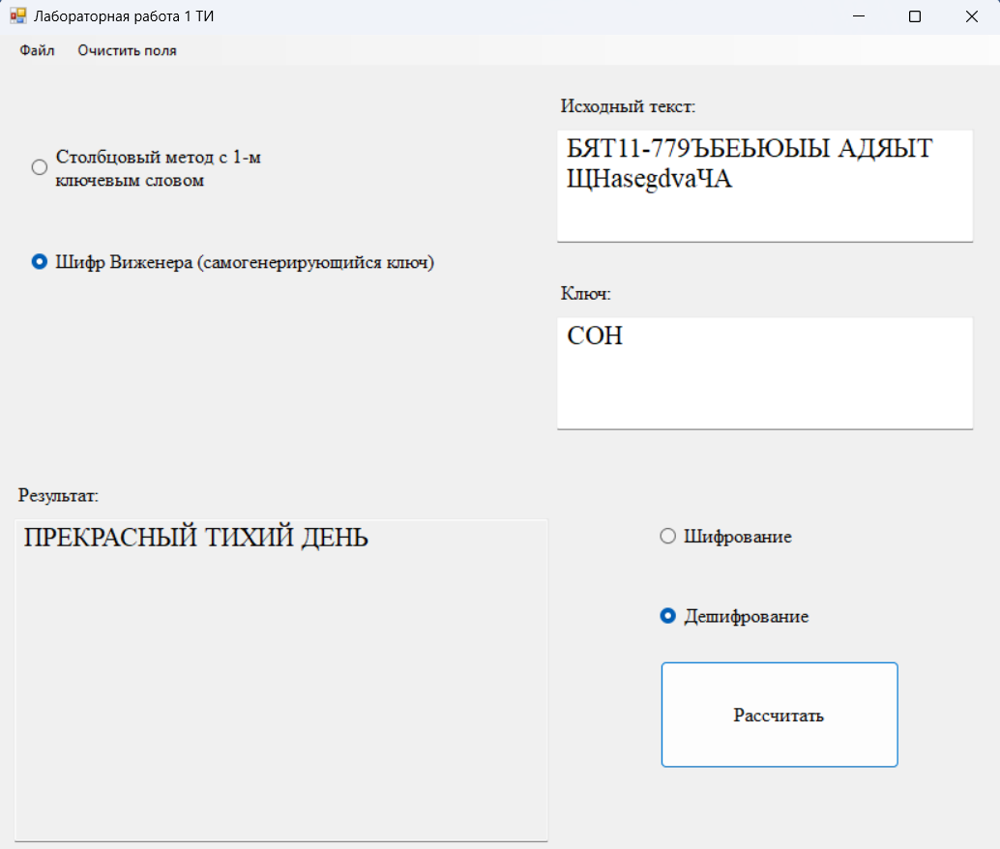 Лабораторная работа 1 ТИ
Файл Очистить поля
Столбцовый метод с 1-м
ключевым словом
Шифр Виженера (самогенерирующийся ключ)
Исходный текст:
БЯТ11-779ЪБЕЬЮЫЫ АДЯЫТ
ЩНasegdvaЧА
Ключ:
СОН
Результат:
ПРЕКРАСНЫЙ ТИХИЙ ДЕНЬ
Шифрование
Дешифрование
Рассчитать